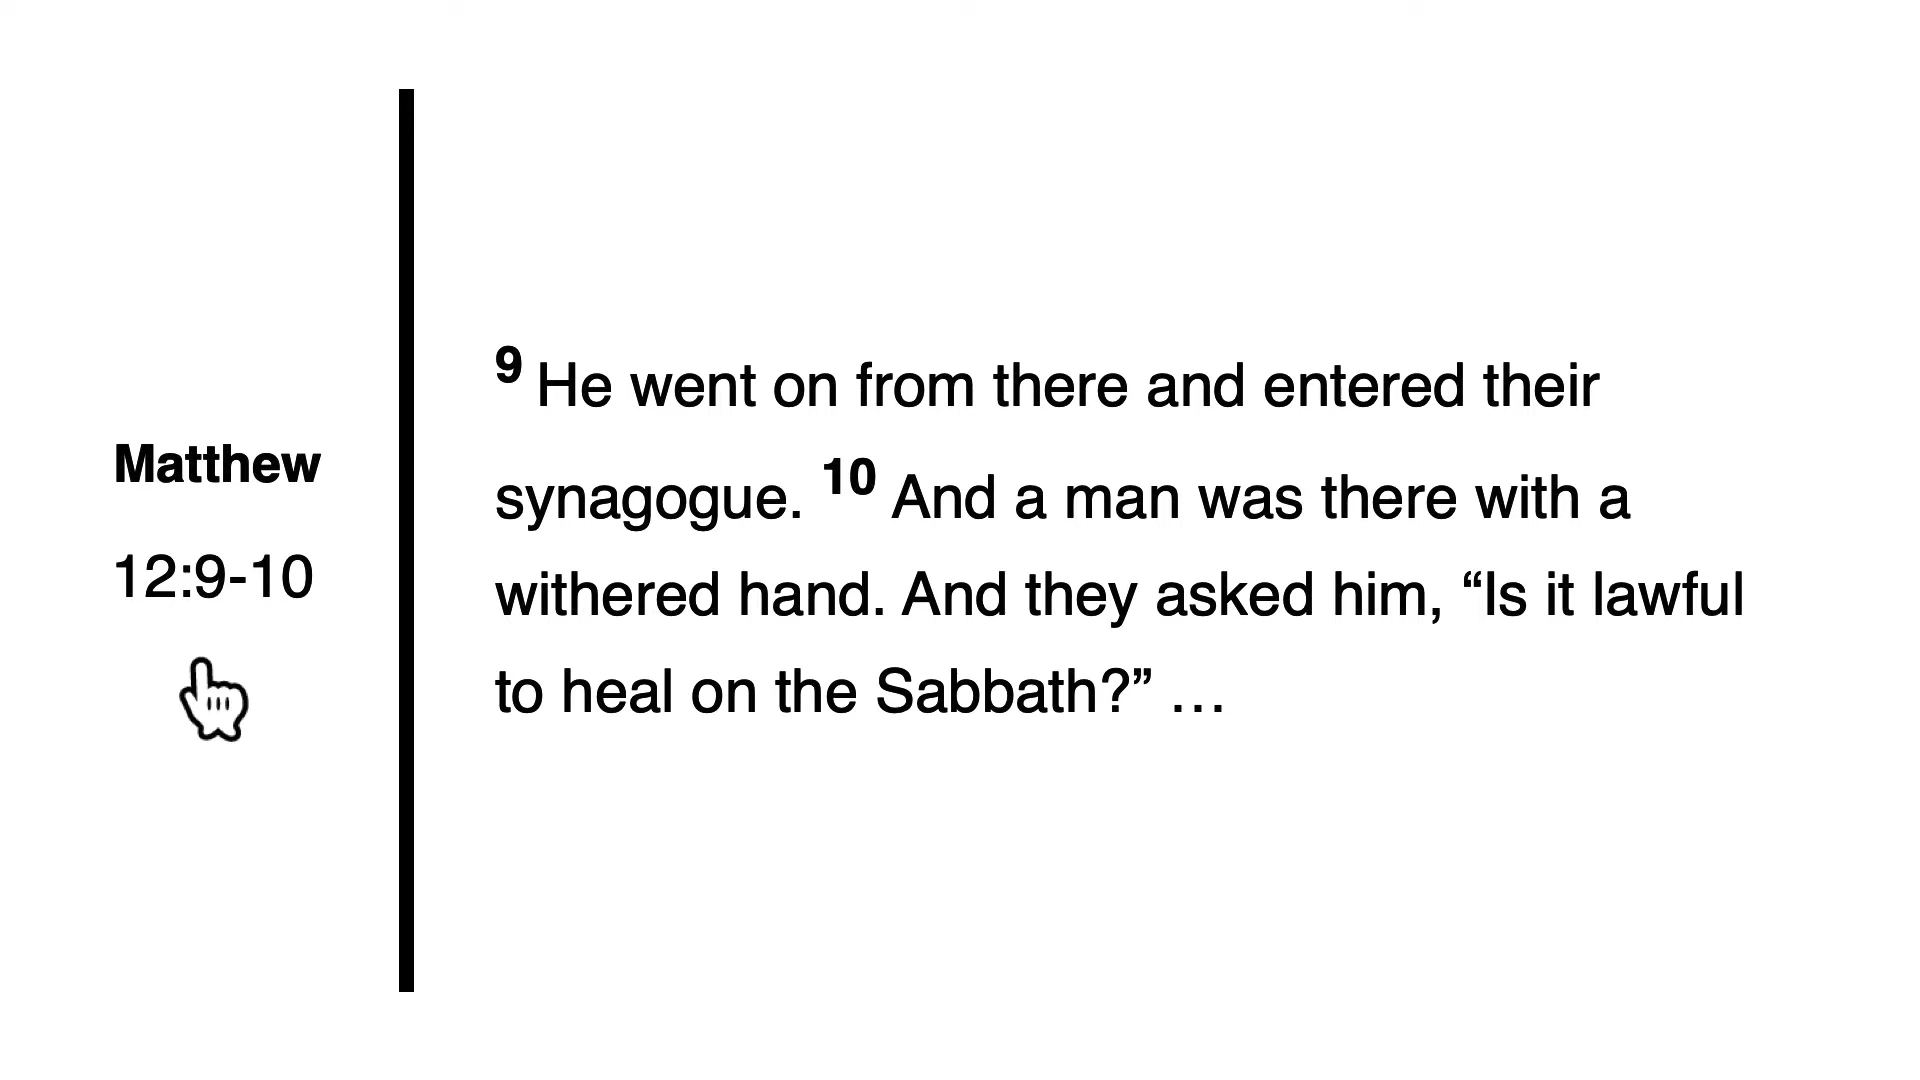 Matthew
12:9-10
9 He went on from there and entered their
synagogue. 10 And a man was there with a
withered hand. And they asked him, “Is it lawful
to heal on the Sabbath?” …